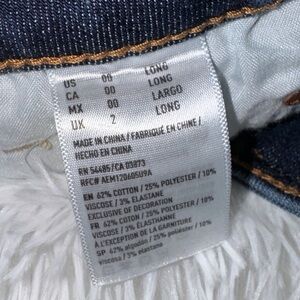 US 00 LONG
CA 00 LONG
MX 00 LARGO
UK 2 LONG
MADE IN CHINA / FABRIQUÉ EN CHINE /
HECHO EN CHINA
RN 54485/CA 03873
RFC# AEM120605U9A
EN 62% COTTON / 25% POLYESTER / 10%
VISCOSE / 3% ELASTANE
EXCLUSIVE OF DECORATION
FR 62% COTON / 25% POLYESTER / 10%
VISCOSE / 3% ÉLASTHANNE
À L'EXCEPTION DE LA GARNITURE
SP 62% algodón / 25% poliéster / 10%
viscosa / 3% elastano